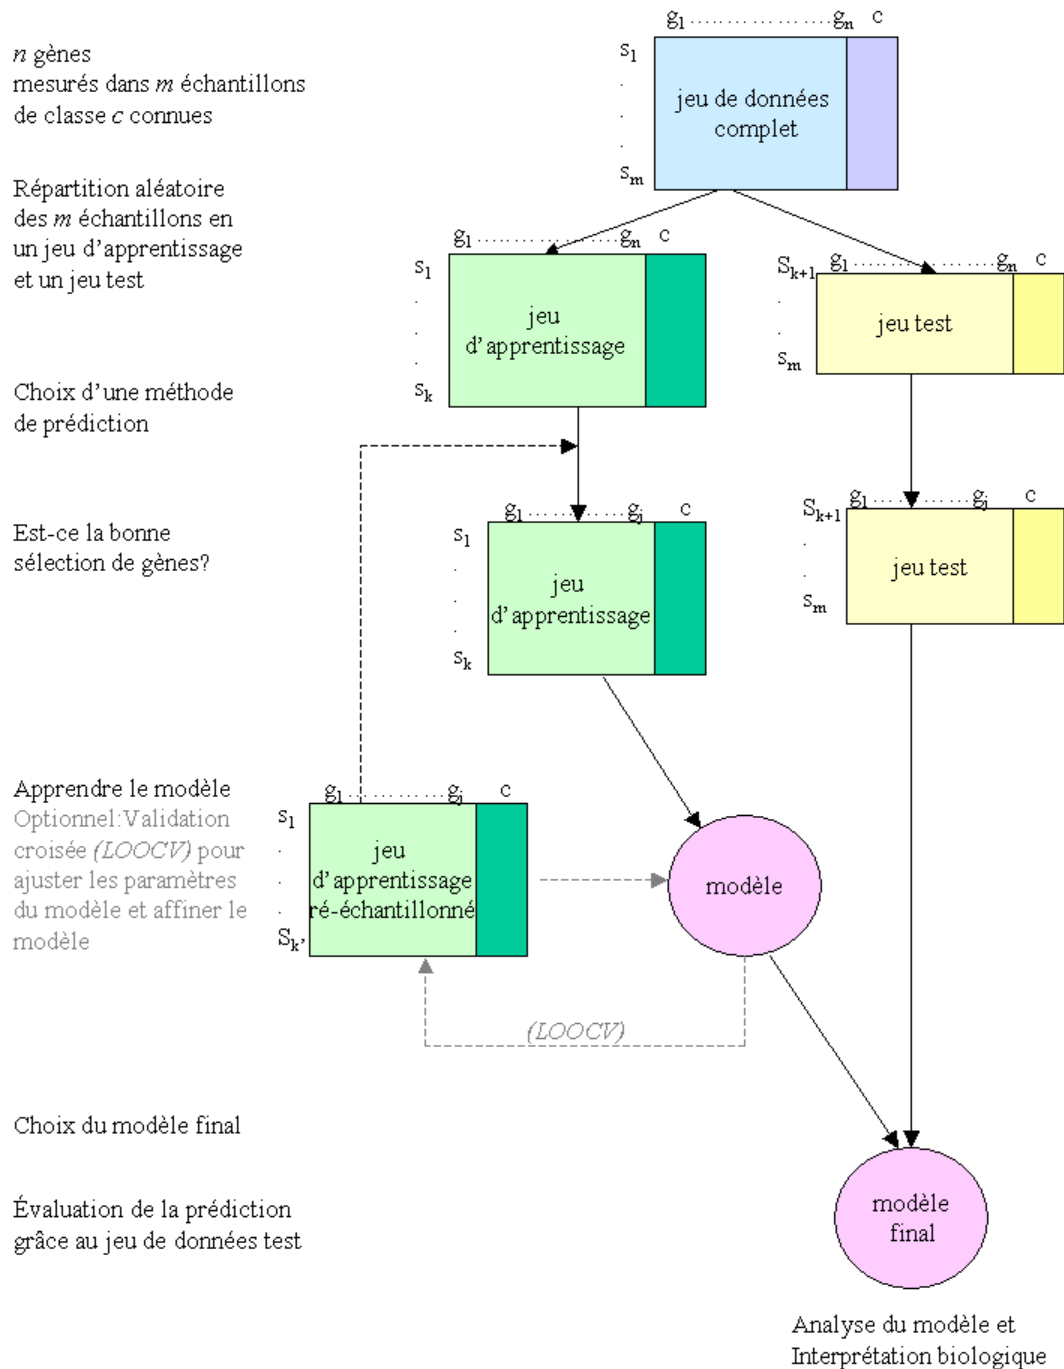 g1 ................... gn c
n gènes
mesurés dans m échantillons
de classe c connues
s1
.
.
.
sm
jeu de données
complet
Répartition aléatoire
des m échantillons en
un jeu d'apprentissage
et un jeu test
g1 ................... gn c
s1
.
.
.
sk
jeu
d'apprentissage
g1 ................... gn c
Sk+1
.
.
sm
jeu test
Choix d'une méthode
de prédiction
Est-ce la bonne
sélection de gènes?
g1 ............ gj c
s1
.
.
.
sk
jeu
d'apprentissage
g1 ............ gj c
Sk+1
.
.
sm
jeu test
Apprendre le modèle
Optionnel:Validation
croisée (LOOCV) pour
ajuster les paramètres
du modèle et affiner le
modèle
g1 ............ gj c
s1
.
.
.
Sk'
jeu
d'apprentissage
ré-échantillonné
modèle
(LOOCV)
Choix du modèle final
Évaluation de la prédiction
grâce au jeu de données test
modèle
final
Analyse du modèle et
Interprétation biologique